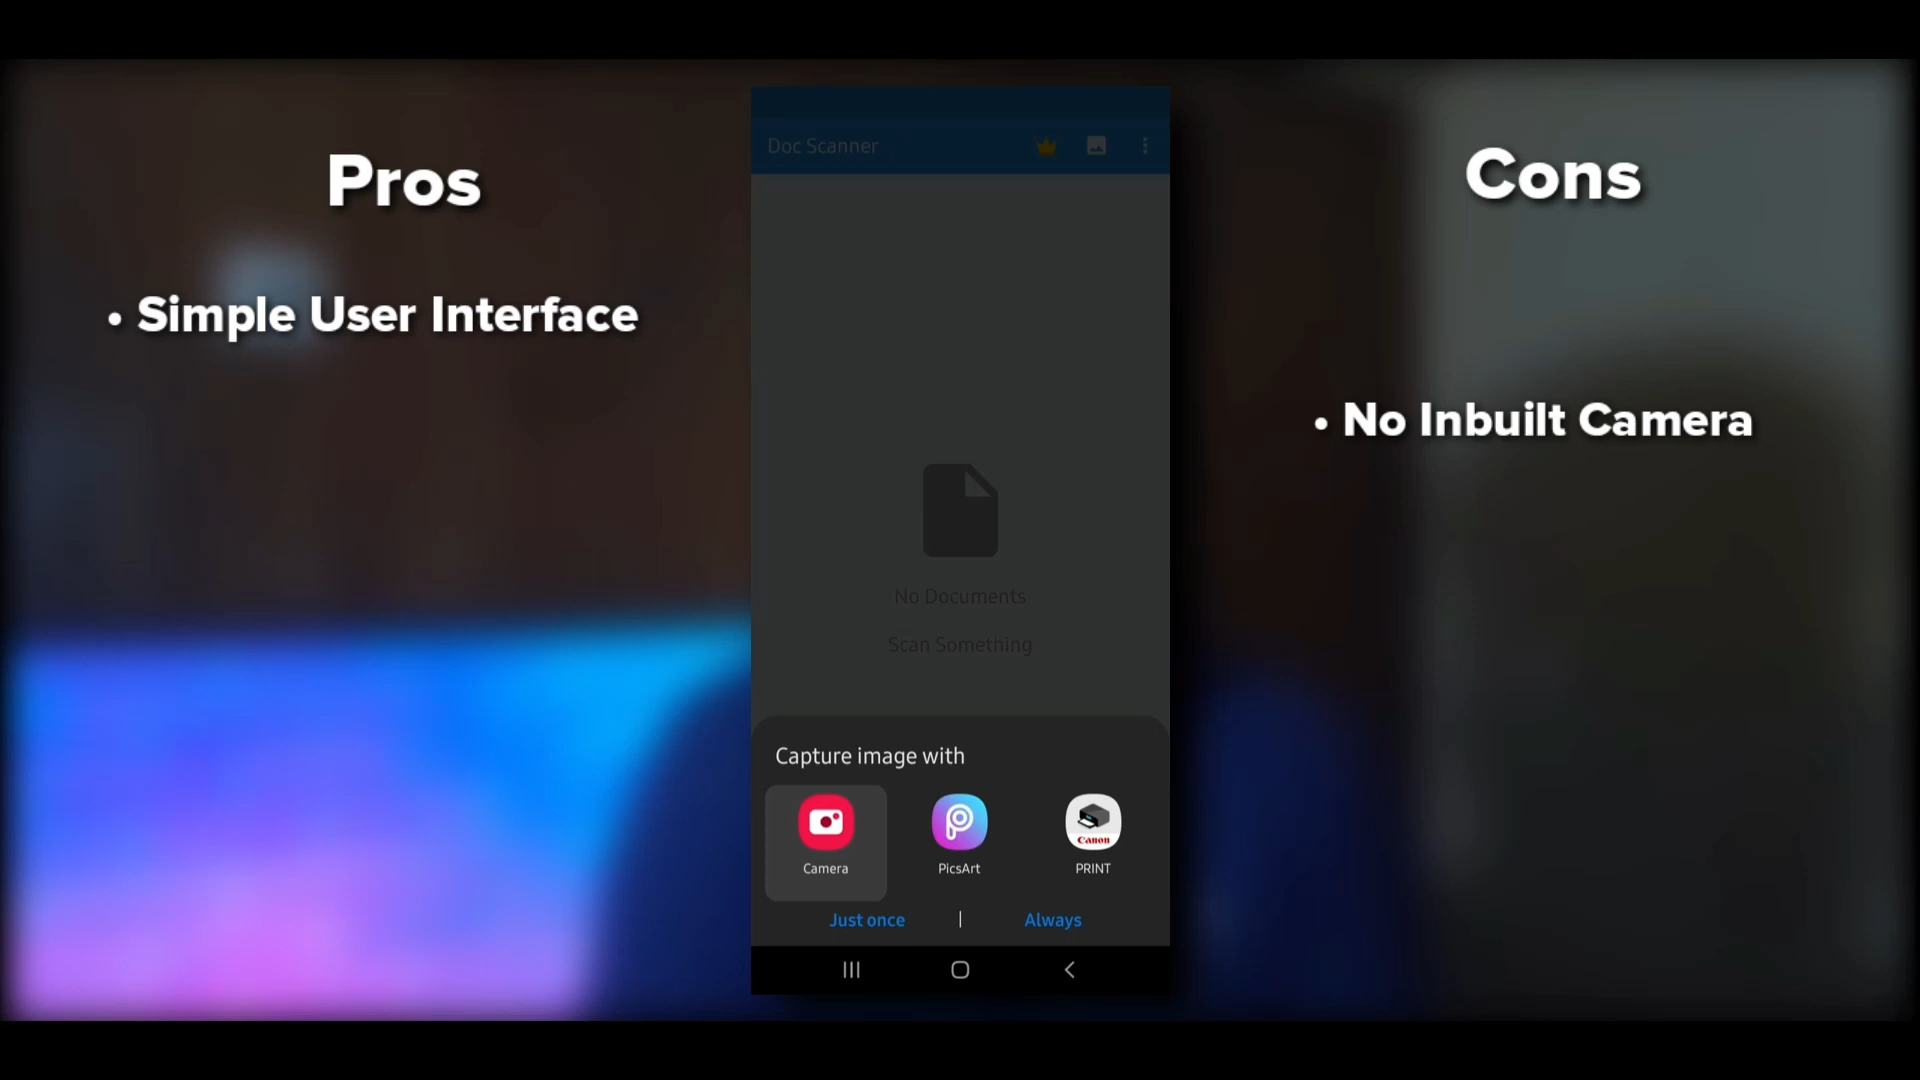 Pros
• Simple User Interface
Doc Scanner
No Documents
Scan Something
Capture image with
Camera
PicsArt
Canon
PRINT
Just once | Always
Cons
• No Inbuilt Camera